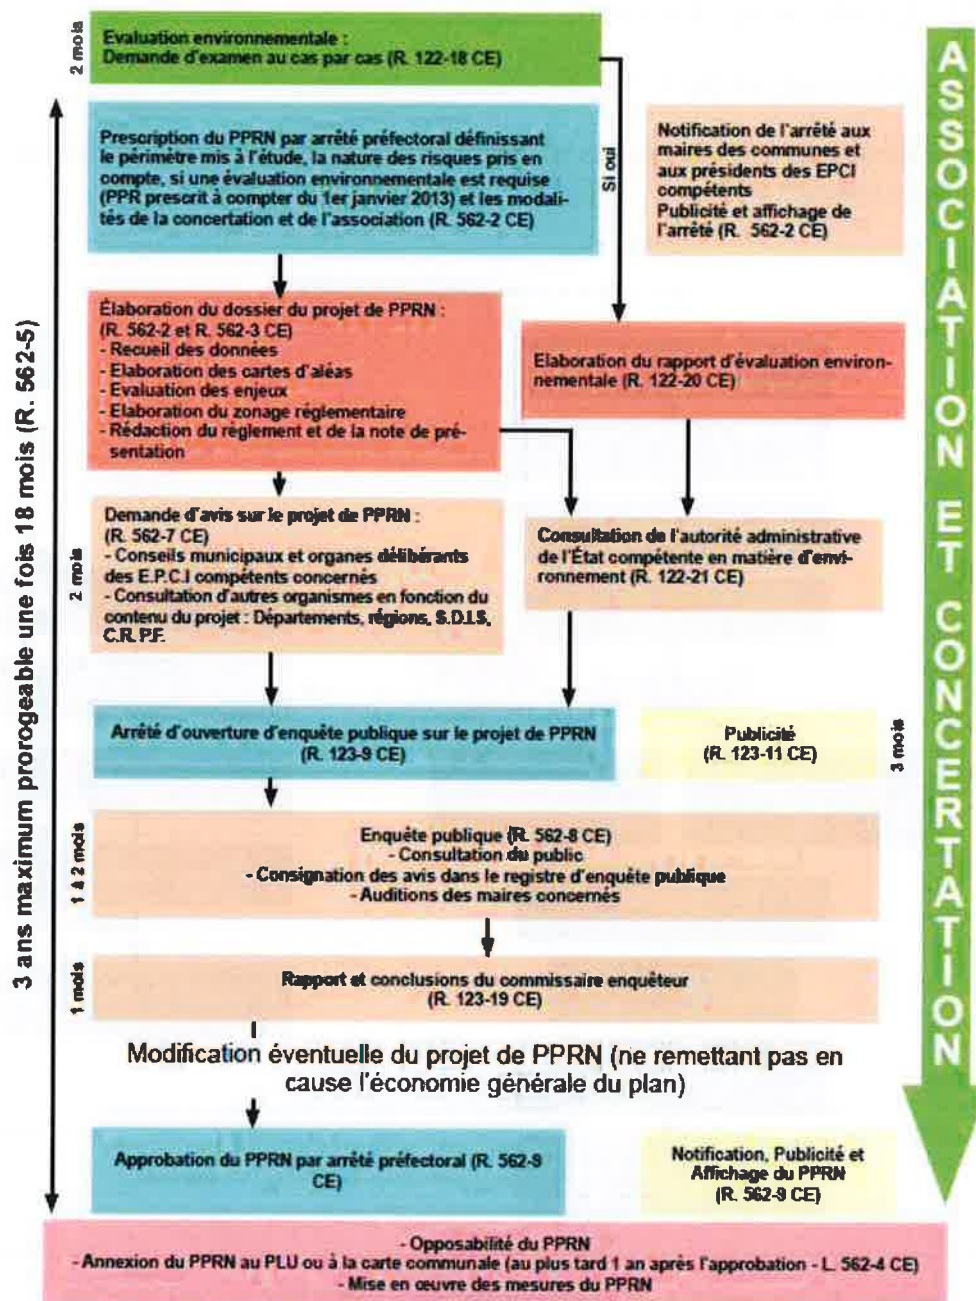 2 mois
Evaluation environnementale :
Demande d'examen au cas par cas (R. 122-18 CE)
3 ans maximum prorogeable une fois 18 mois (R. 562-5)
Prescription du PPRN par arrêté préfectoral définissant
le périmètre mis à l'étude, la nature des risques pris en
compte, si une évaluation environnementale est requise
(PPR prescrit à compter du 1er janvier 2013) et les modali-
tés de la concertation et de l'association (R. 562-2 CE)
Si oui
Notification de l'arrêté aux
maires des communes et
aux présidents des EPCI
compétents
Publicité et affichage de
l'arrêté (R. 562-2 CE)
ASSOCIATION ET CONCERTATION
Élaboration du dossier du projet de PPRN :
(R. 562-2 et R. 562-3 CE)
- Recueil des données
- Elaboration des cartes d'aléas
- Evaluation des enjeux
- Elaboration du zonage réglementaire
- Rédaction du règlement et de la note de pré-
sentation
Elaboration du rapport d'évaluation environ-
nementale (R. 122-20 CE)
2 mois
Demande d'avis sur le projet de PPRN :
(R. 562-7 CE)
- Conseils municipaux et organes délibérants
des E.P.C.I compétents concernés
- Consultation d'autres organismes en fonction du
contenu du projet : Départements, régions, S.D.I.S,
C.R.P.F.
Consultation de l'autorité administrative
de l'État compétente en matière d'envi-
ronnement (R. 122-21 CE)
Arrêté d'ouverture d'enquête publique sur le projet de PPRN
(R. 123-9 CE)
Publicité
(R. 123-11 CE)
3 mois
1 à 2 mois
Enquête publique (R. 562-8 CE)
- Consultation du public
- Consignation des avis dans le registre d'enquête publique
- Auditions des maires concernés
1 mois
Rapport et conclusions du commissaire enquêteur
(R. 123-19 CE)
Modification éventuelle du projet de PPRN (ne remettant pas en
cause l'économie générale du plan)
Approbation du PPRN par arrêté préfectoral (R. 562-9
CE)
Notification, Publicité et
Affichage du PPRN
(R. 562-9 CE)
- Opposabilité du PPRN
- Annexion du PPRN au PLU ou à la carte communale (au plus tard 1 an après l'approbation - L. 562-4 CE)
- Mise en œuvre des mesures du PPRN